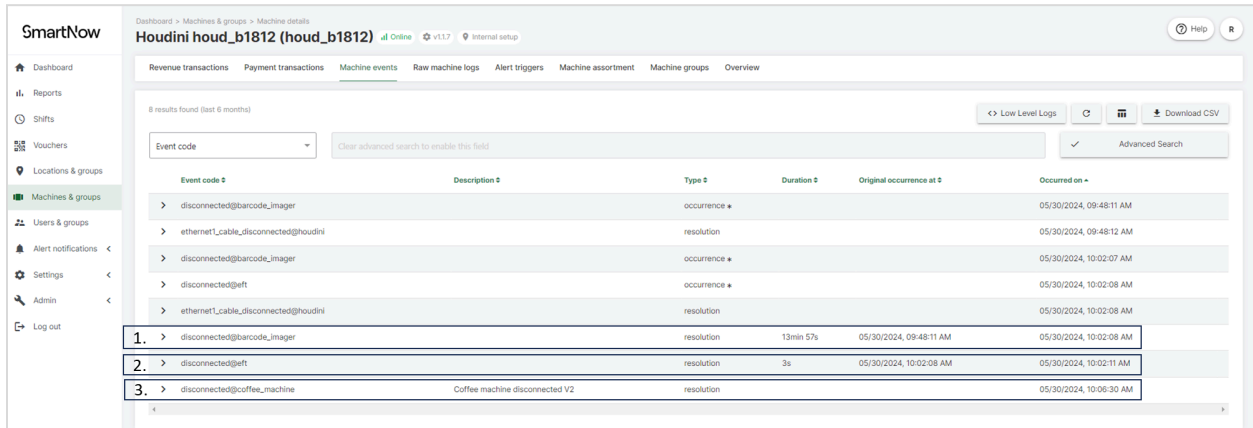 SmartNow
Dashboard > Machines & groups > Machine details
Houdini houd_b1812 (houd_b1812) Online v1.1.7 Internal setup
Help R
Dashboard
Reports
Shifts
Vouchers
Locations & groups
Machines & groups
Users & groups
Alert notifications
Settings
Admin
Log out
Revenue transactions Payment transactions Machine events Raw machine logs Alert triggers Machine assortment Machine groups Overview
8 results found (last 6 months)
<> Low Level Logs Download CSV
Event code Clear advanced search to enable this field Advanced Search
Event code Description Type Duration Original occurrence at Occurred on
> disconnected@barcode_imager occurrence * 05/30/2024, 09:48:11 AM
> ethernet1_cable_disconnected@houdini resolution 05/30/2024, 09:48:12 AM
> disconnected@barcode_imager occurrence * 05/30/2024, 10:02:07 AM
> disconnected@eft occurrence * 05/30/2024, 10:02:08 AM
> ethernet1_cable_disconnected@houdini resolution 05/30/2024, 10:02:08 AM
1. > disconnected@barcode_imager resolution 13min 57s 05/30/2024, 09:48:11 AM 05/30/2024, 10:02:08 AM
2. > disconnected@eft resolution 3s 05/30/2024, 10:02:08 AM 05/30/2024, 10:02:11 AM
3. > disconnected@coffee_machine Coffee machine disconnected V2 resolution 05/30/2024, 10:06:30 AM